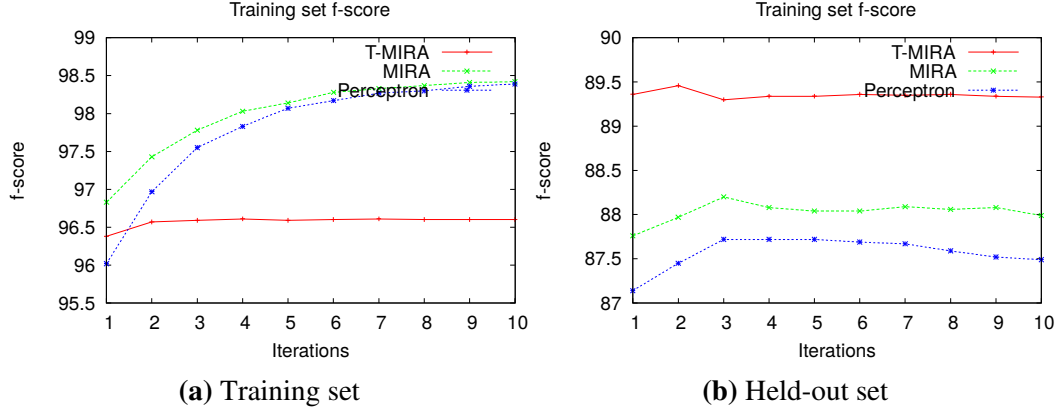 Training set f-score
99
98.5
98
97.5
97
96.5
96
95.5
f-score
T-MIRA
MIRA
Perceptron
1 2 3 4 5 6 7 8 9 10
Iterations
(a) Training set
Training set f-score
90
89.5
89
88.5
88
87.5
87
f-score
T-MIRA
MIRA
Perceptron
1 2 3 4 5 6 7 8 9 10
Iterations
(b) Held-out set